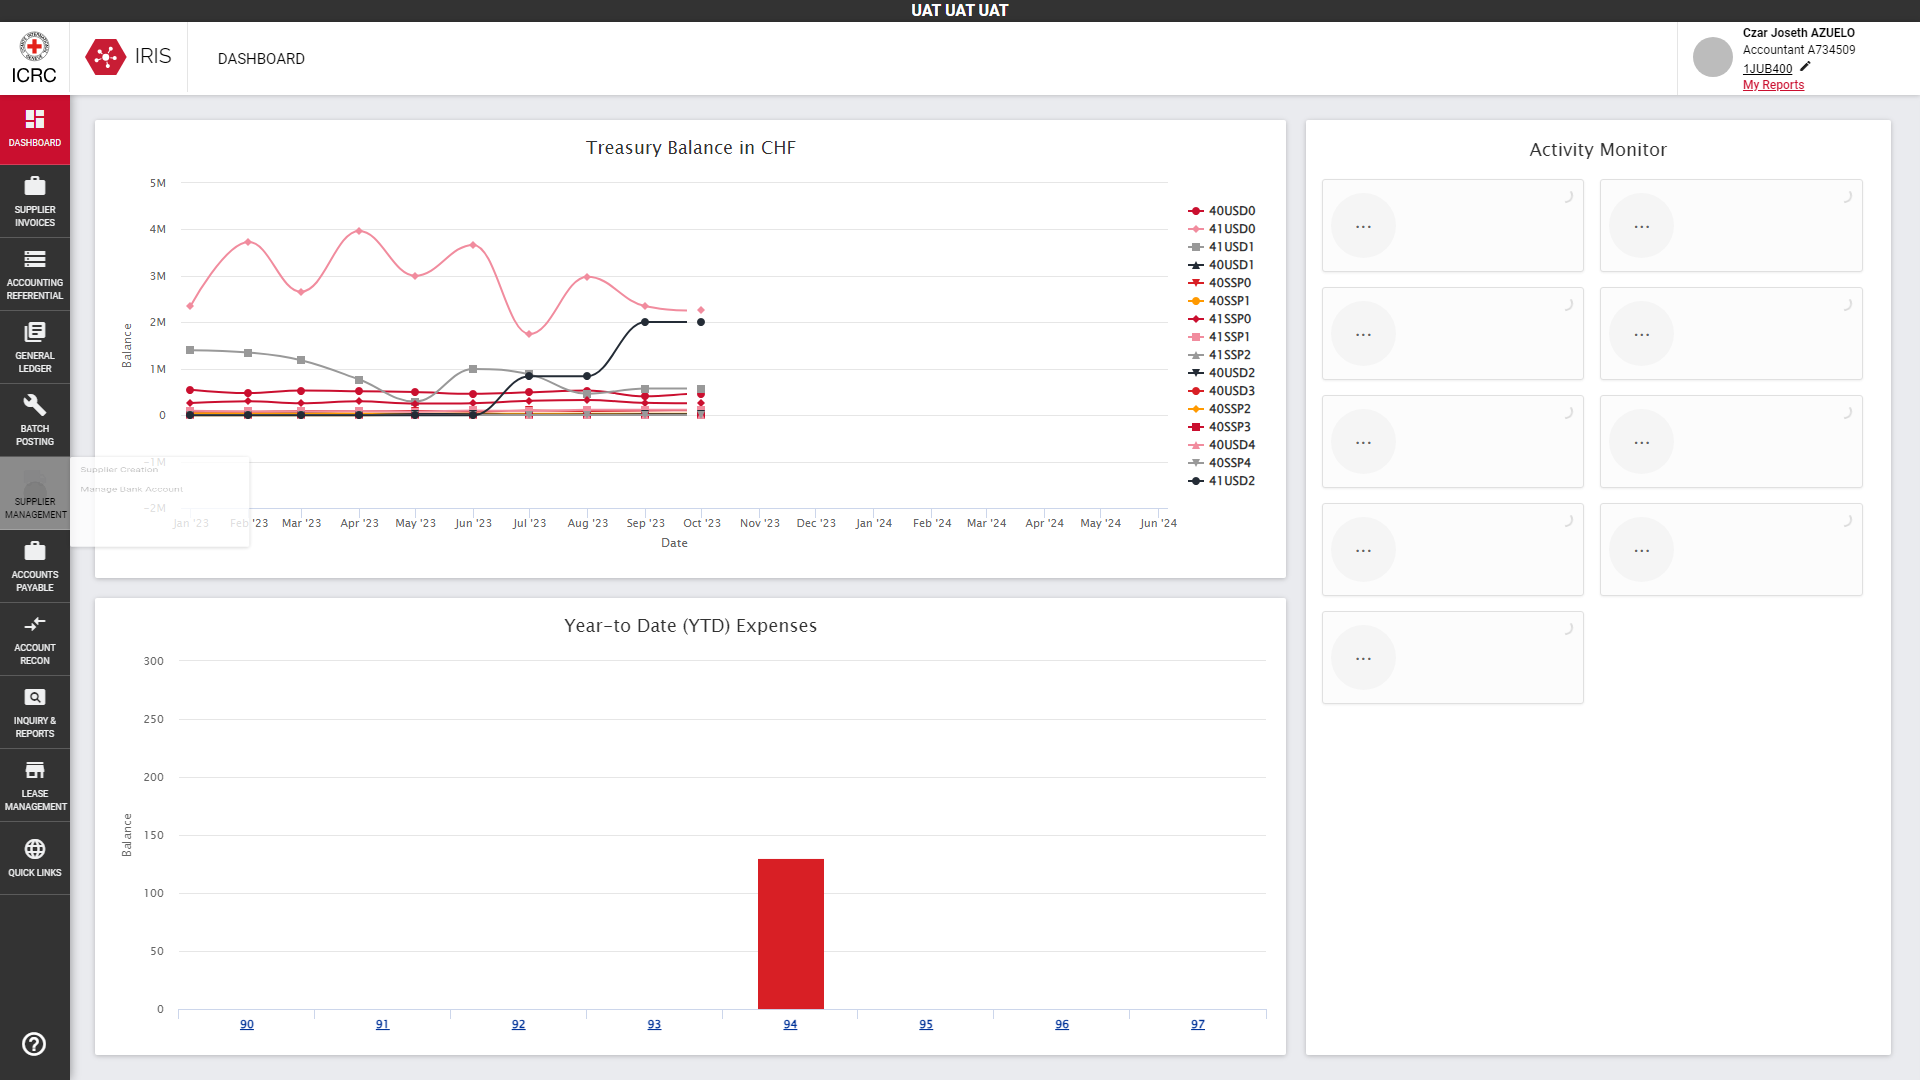 UAT UAT UAT
ICRC
IRIS
DASHBOARD
Czar Joseth AZUELO
Accountant A734509
1JUB400
My Reports
DASHBOARD
SUPPLIER
INVOICES
ACCOUNTING
REFERENTIAL
GENERAL
LEDGER
BATCH
POSTING
SUPPLIER
MANAGEMENT
Supplier Creation
Manage Bank Account
ACCOUNTS
PAYABLE
ACCOUNT
RECON
INQUIRY &
REPORTS
LEASE
MANAGEMENT
QUICK LINKS
Treasury Balance in CHF
5M
4M
3M
2M
1M
0
-1M
-2M
Balance
Jan '23 Feb '23 Mar '23 Apr '23 May '23 Jun '23 Jul '23 Aug '23 Sep '23 Oct '23 Nov '23 Dec '23 Jan '24 Feb '24 Mar '24 Apr '24 May '24 Jun '24
Date
40USD0
41USD0
41USD1
40USD1
40SSP0
40SSP1
41SSP0
41SSP1
41SSP2
40USD2
40USD3
40SSP2
40SSP3
40USD4
40SSP4
41USD2
Year-to Date (YTD) Expenses
300
250
200
150
100
50
0
Balance
90 91 92 93 94 95 96 97
Activity Monitor
... ...
... ...
... ...
... ...
...